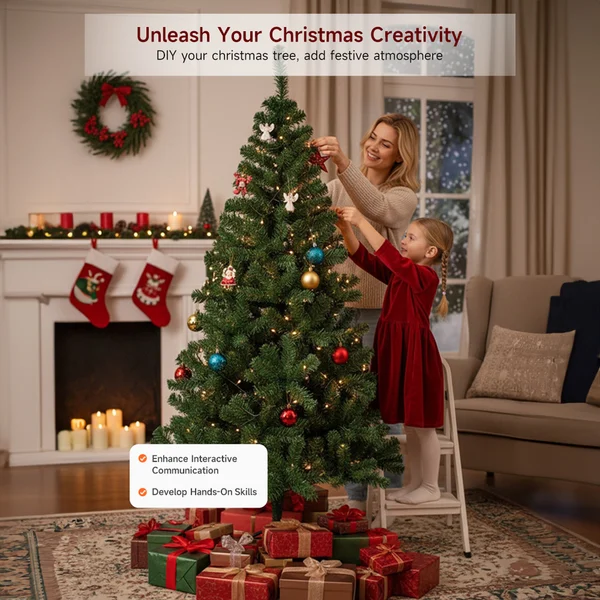 Unleash Your Christmas Creativity
DIY your christmas tree, add festive atmosphere
Enhance Interactive
Communication
Develop Hands-On Skills